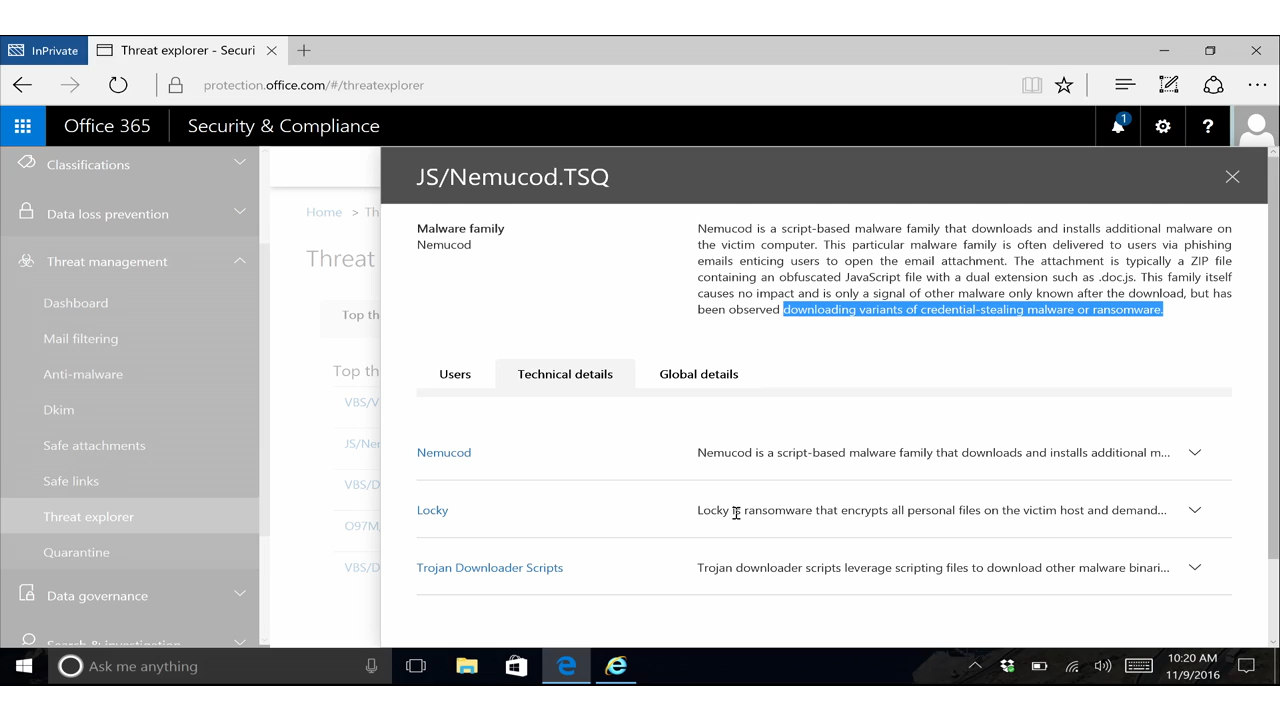 InPrivate
Threat explorer - Securi
protection.office.com/#/threatexplorer
Office 365
Security & Compliance
1
Classifications
Data loss prevention
Threat management
Dashboard
Mail filtering
Anti-malware
Dkim
Safe attachments
Safe links
Threat explorer
Quarantine
Data governance
Search & investigation
Home > Th
Threat
Top th
Top th
VBS/V
JS/Ner
VBS/D
O97M,
VBS/D
JS/Nemucod.TSQ
Malware family
Nemucod
Nemucod is a script-based malware family that downloads and installs additional malware on
the victim computer. This particular malware family is often delivered to users via phishing
emails enticing users to open the email attachment. The attachment is typically a ZIP file
containing an obfuscated JavaScript file with a dual extension such as .doc.js. This family itself
causes no impact and is only a signal of other malware only known after the download, but has
been observed downloading variants of credential-stealing malware or ransomware.
Users
Technical details
Global details
Nemucod
Nemucod is a script-based malware family that downloads and installs additional m...
Locky
Locky is ransomware that encrypts all personal files on the victim host and demand...
Trojan Downloader Scripts
Trojan downloader scripts leverage scripting files to download other malware binari...
Ask me anything
10:20 AM
11/9/2016